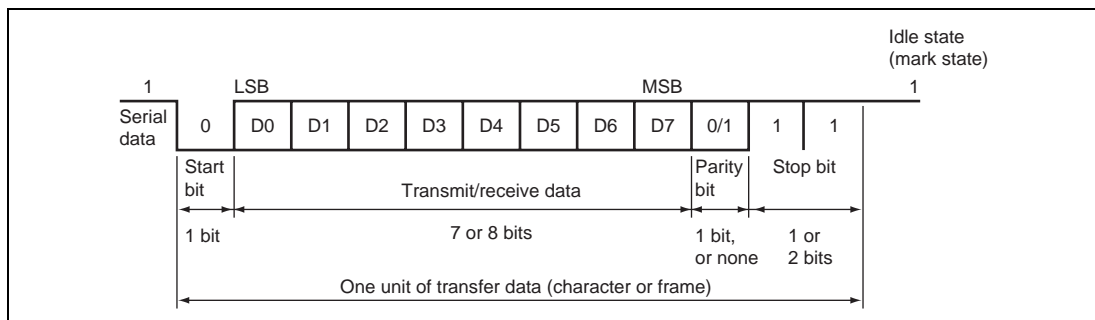 Idle state
(mark state)
1 LSB MSB 1
Serial
data
0 D0 D1 D2 D3 D4 D5 D6 D7 0/1 1 1
Start
bit
Transmit/receive data
Parity
bit
Stop bit
1 bit
7 or 8 bits
1 bit,
or none
1 or
2 bits
One unit of transfer data (character or frame)